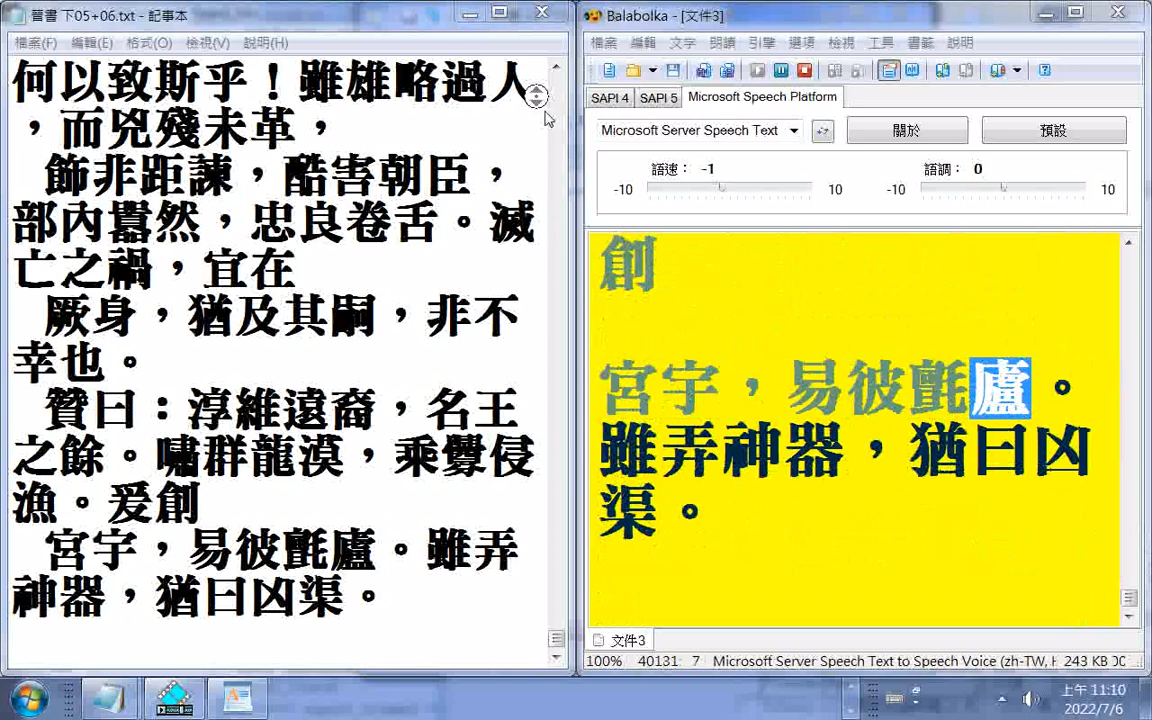 晉書 下05+06.txt - 記事本
檔案(F) 編輯(E) 格式(O) 檢視(V) 說明(H)
何以致斯乎！雖雄略過人
，而兇殘未革，
飾非距諫，酷害朝臣，
部內囂然，忠良卷舌。滅
亡之禍，宜在
厥身，猶及其嗣，非不
幸也。
贊曰：淳維遠裔，名王
之餘。嘯群龍漠，乘釁侵
漁。爰創
宮宇，易彼氈廬。雖弄
神器，猶曰凶渠。
Balabolka - [文件3]
檔案 編輯 文字 閱讀 引擎 選項 檢視 工具 書籤 說明
SAPI 4 SAPI 5 Microsoft Speech Platform
Microsoft Server Speech Text 關於 預設
語速： -1 語調： 0
-10 10 -10 10
創
宮宇，易彼氈廬。
雖弄神器，猶曰凶
渠。
文件3
100% 40131: 7 Microsoft Server Speech Text to Speech Voice (zh-TW, H 243 KB
上午 11:10
2022/7/6